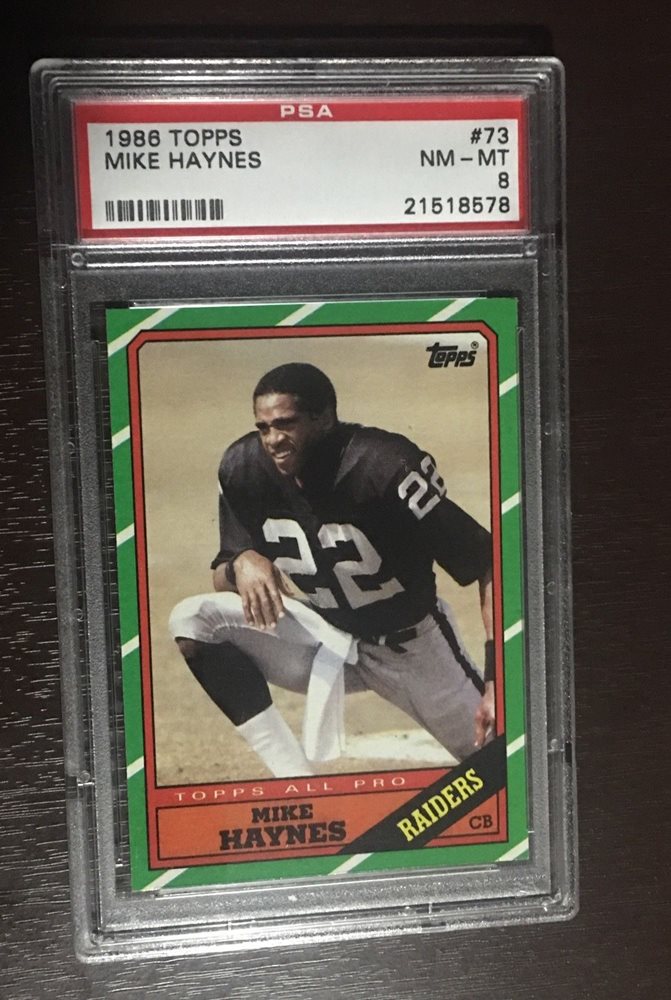 PSA
1986 TOPPS #73
MIKE HAYNES NM-MT
8
21518578
topps®
22
22
TOPPS ALL PRO
MIKE
HAYNES
RAIDERS
CB